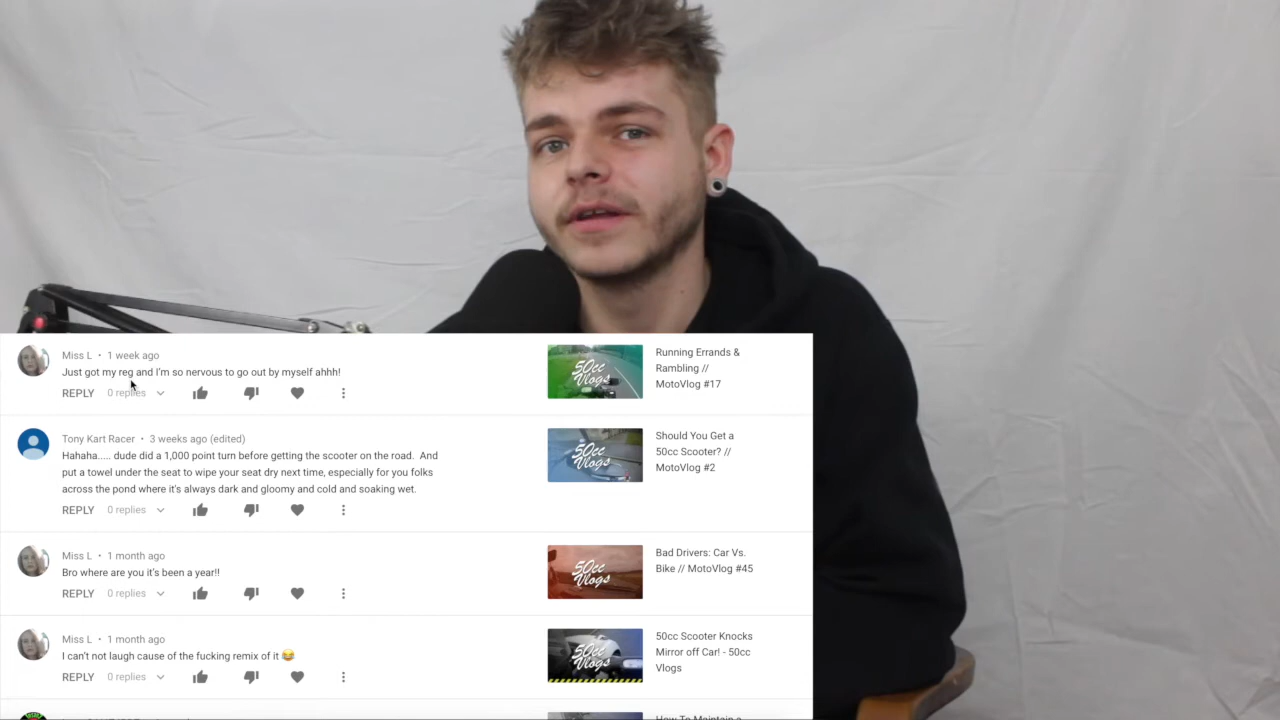 Miss L • 1 week ago
Just got my reg and I'm so nervous to go out by myself ahhh!
REPLY 0 replies
50cc Vlogs
Running Errands &
Rambling //
MotoVlog #17
Tony Kart Racer • 3 weeks ago (edited)
Hahaha..... dude did a 1,000 point turn before getting the scooter on the road. And
put a towel under the seat to wipe your seat dry next time, especially for you folks
across the pond where it's always dark and gloomy and cold and soaking wet.
REPLY 0 replies
50cc Vlogs
Should You Get a
50cc Scooter? //
MotoVlog #2
Miss L • 1 month ago
Bro where are you it's been a year!!
REPLY 0 replies
50cc Vlogs
Bad Drivers: Car Vs.
Bike // MotoVlog #45
Miss L • 1 month ago
I can't not laugh cause of the fucking remix of it 😂
REPLY 0 replies
50cc Vlogs
50cc Scooter Knocks
Mirror off Car! - 50cc
Vlogs
How To Maintain a